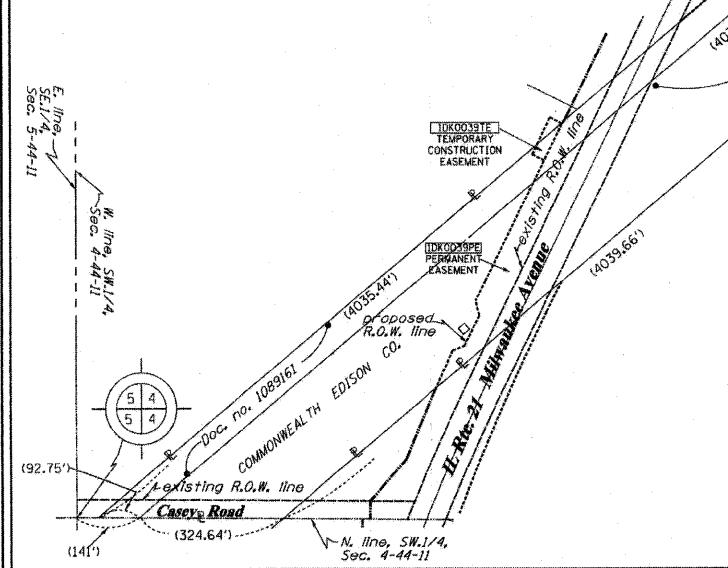 E. line,
SE.1/4,
Sec. 5-44-11
W. line, SW.1/4,
Sec. 4-44-11
1DK0039TE
TEMPORARY
CONSTRUCTION
EASEMENT
existing R.O.W. line
1DK0039PE
PERMANENT
EASEMENT
(4035.44')
(4039.66')
proposed
R.O.W. line
IL Rte. 21 Milwaukee Avenue
Doc. no. 1089161
COMMONWEALTH EDISON CO.
5 4
5 4
(92.75')
existing R.O.W. line
Casey Road
(324.64')
(141')
N. line, SW.1/4,
Sec. 4-44-11